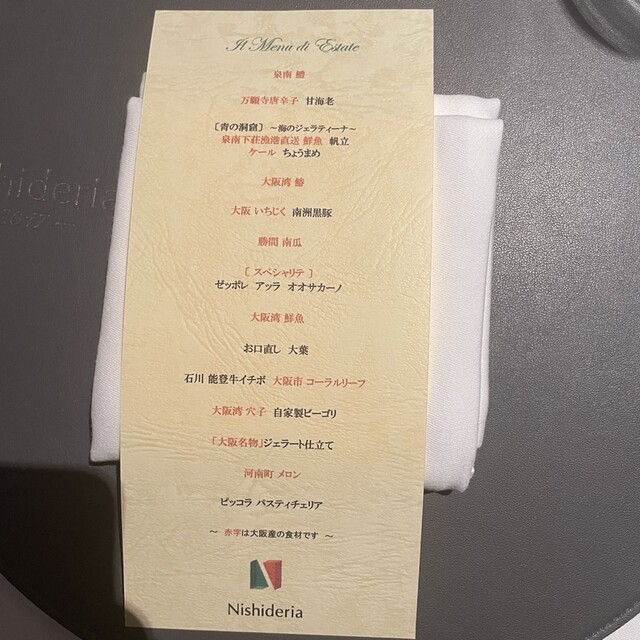 Il Menu di Estate
泉南 鱧
万願寺唐辛子 甘海老
〔青の洞窟〕 ～海のジェラティーナ～
泉南下荘漁港直送 鮮魚 帆立
ケール ちょうまめ
大阪湾 鰆
大阪 いちじく 南洲黒豚
勝間 南瓜
〔 スペシャリテ 〕
ゼッポレ アッラ オオサカーノ
大阪湾 鮮魚
お口直し 大葉
石川 能登牛イチボ 大阪市 コーラルリーフ
大阪湾 穴子 自家製ビーゴリ
「大阪名物」ジェラート仕立て
河南町 メロン
ピッコラ パスティチェリア
～ 赤字は大阪産の食材です ～
Nishideria
hideria